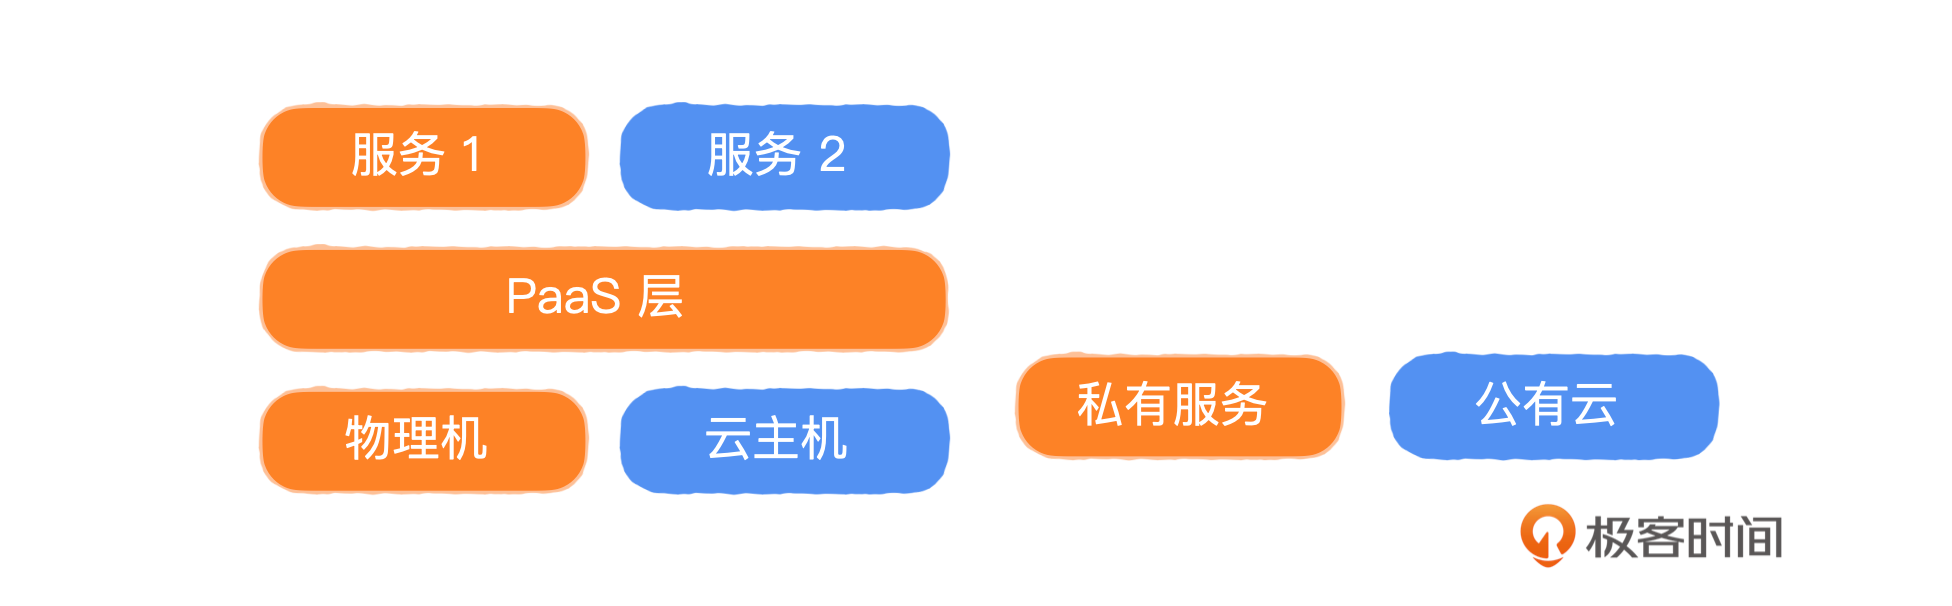 服务 1
服务 2
PaaS 层
物理机
云主机
私有服务
公有云
极客时间